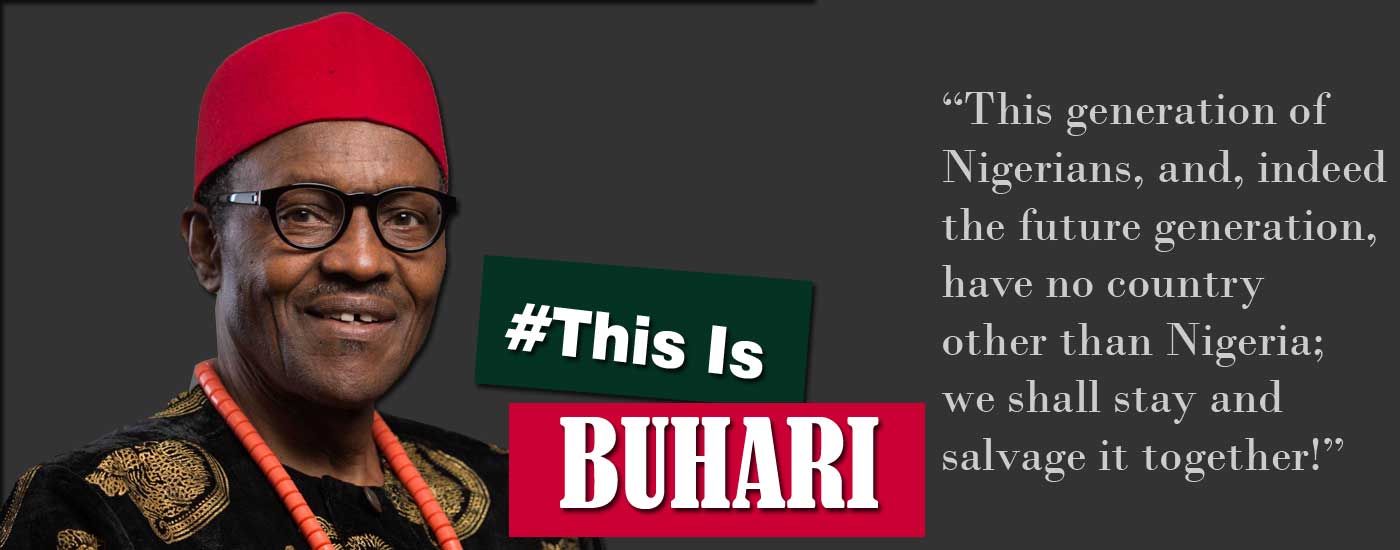 #This Is
BUHARI
“This generation of
Nigerians, and, indeed
the future generation,
have no country
other than Nigeria;
we shall stay and
salvage it together!”